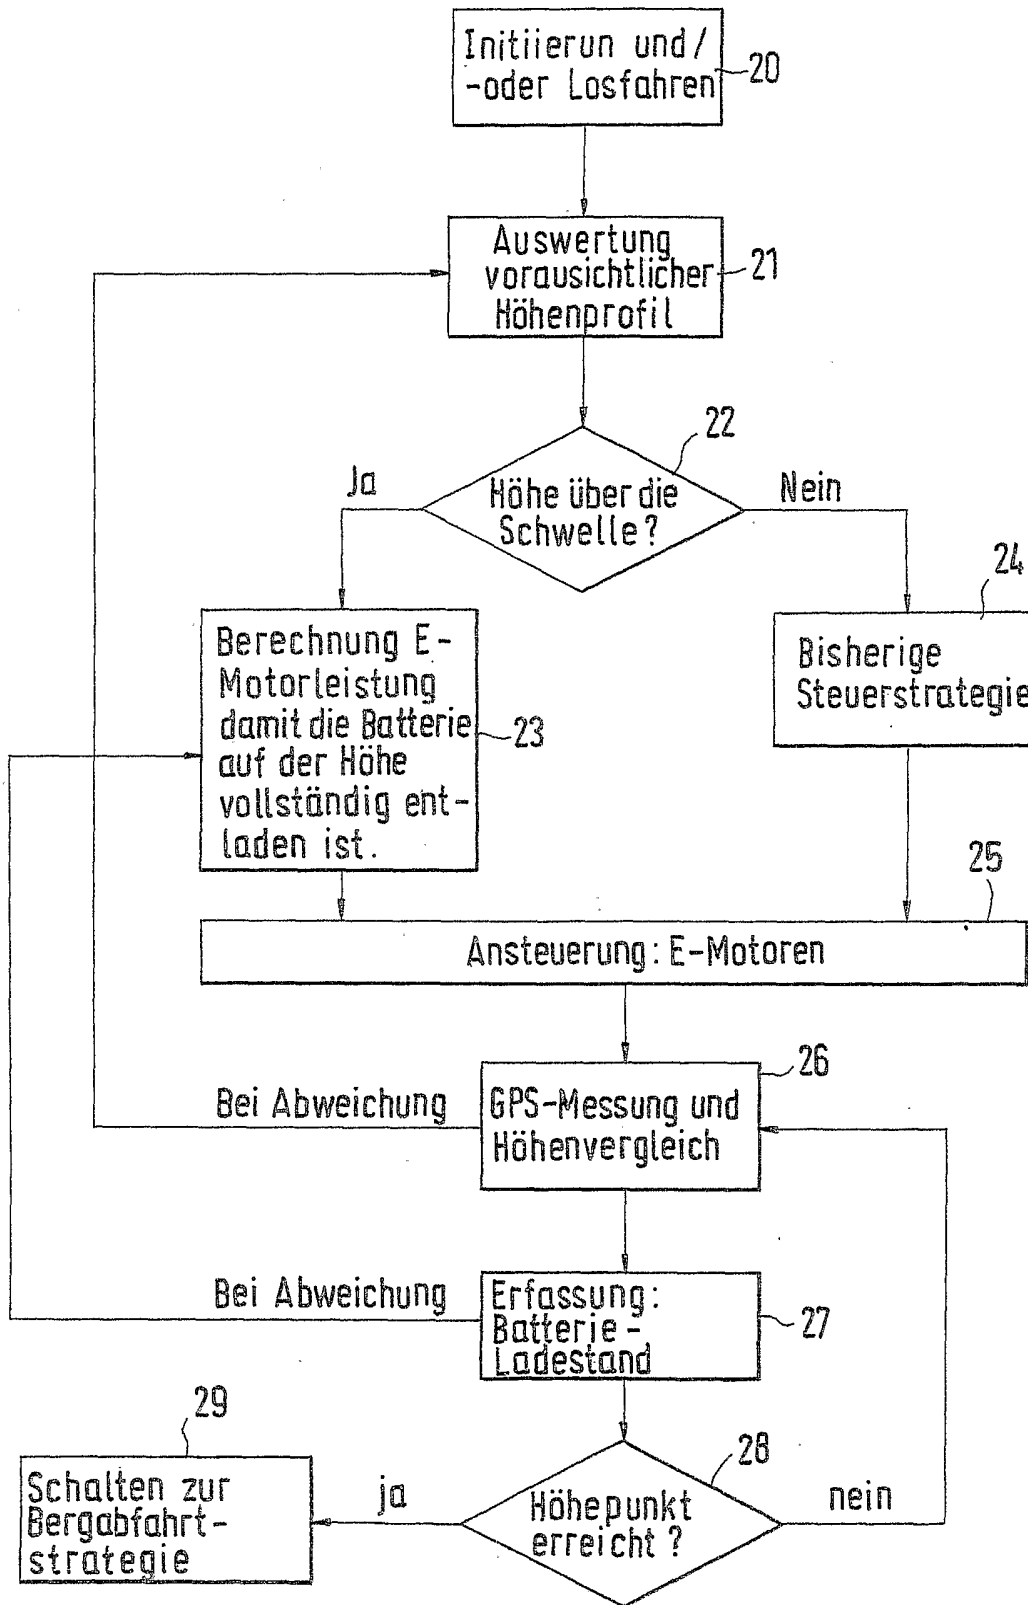 Initiierun und/
-oder Losfahren
20
Auswertung
vorausichtlicher
Höhenprofil
21
22
Ja
Höhe über die
Schwelle?
Nein
24
Berechnung E-
Motorleistung
damit die Batterie
auf der Höhe
vollständig ent-
laden ist.
23
Bisherige
Steuerstrategie
25
Ansteuerung: E-Motoren
26
Bei Abweichung
GPS-Messung und
Höhenvergleich
Bei Abweichung
Erfassung:
Batterie-
Ladestand
27
29
28
Schalten zur
Bergabfahrt-
strategie
ja
Höhepunkt
erreicht?
nein